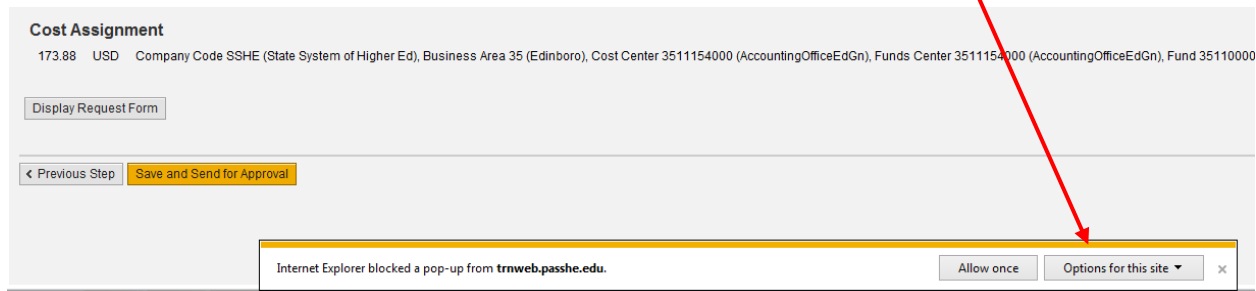 Cost Assignment
173.88 USD Company Code SSHE (State System of Higher Ed), Business Area 35 (Edinboro), Cost Center 3511154000 (AccountingOfficeEdGn), Funds Center 3511154000 (AccountingOfficeEdGn), Fund 35110000
Display Request Form
Previous Step Save and Send for Approval
Internet Explorer blocked a pop-up from trnweb.passhe.edu. Allow once Options for this site